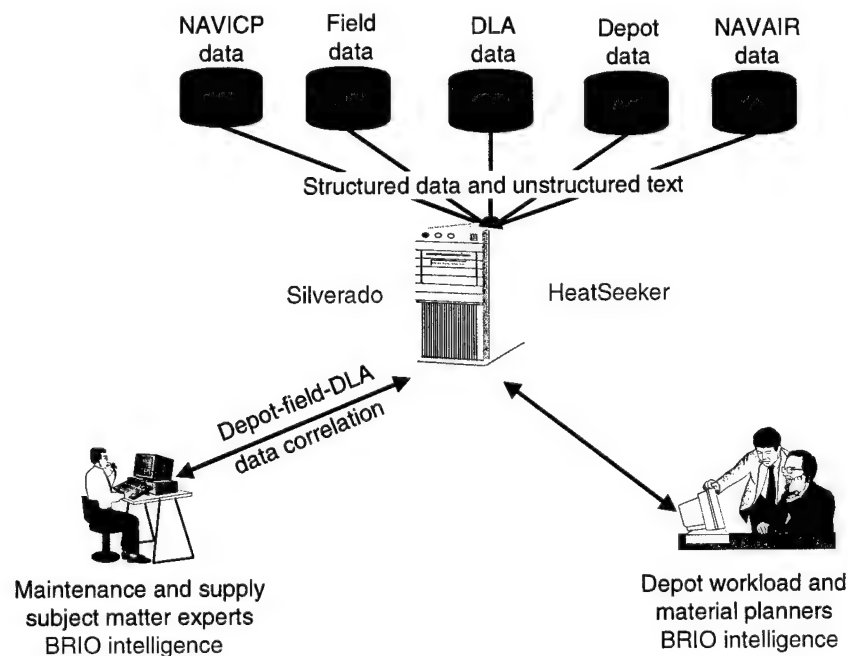 NAVICP data
Field data
DLA data
Depot data
NAVAIR data
Structured data and unstructured text
Silverado
HeatSeeker
Depot-field-DLA
data correlation
Maintenance and supply
subject matter experts
BRIO intelligence
Depot workload and
material planners
BRIO intelligence